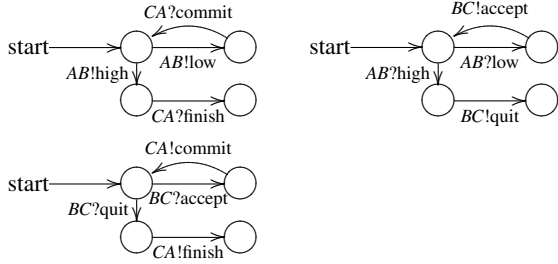 CA?commit
start
AB!low
AB!high
CA?finish
BC!accept
start
AB?low
AB?high
BC!quit
CA!commit
start
BC?accept
BC?quit
CA!finish